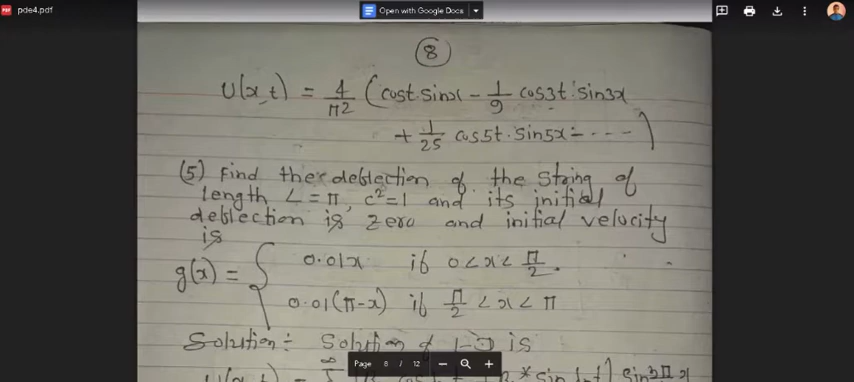 pde4.pdf
Open with Google Docs
8
U(x,t) = 4/π2 (cost.sinx - 1/9 cos3t.sin3x
+ 1/25 cos5t.sin5x - ---- )
(5) Find the deflection of the string of
length L = π, c²=1 and its initial
deflection is zero and initial velocity
is
g(x) = { 0.01x if 0<x<π/2.
0.01(π-x) if π/2 <x<π
Solution:- Solution of 1-D is
Page 8 / 12
U(x,t) =